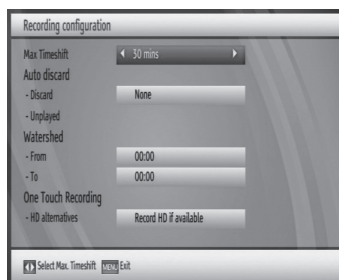 Recording configuration
Max Timeshift 30 mins
Auto discard
- Discard None
- Unplayed
Watershed
- From 00:00
- To 00:00
One Touch Recording
- HD alternatives Record HD if available
Select Max. Timeshift MENU Exit